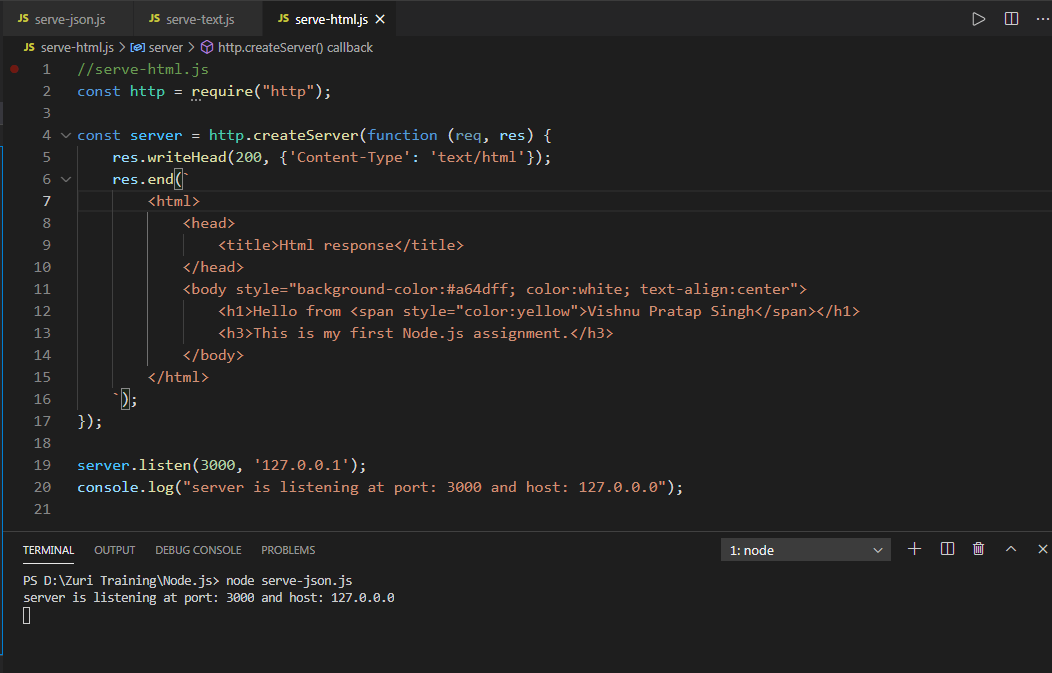 JS serve-json.js JS serve-text.js JS serve-html.js
JS serve-html.js > server > http.createServer() callback
1 //serve-html.js
2 const http = require("http");
3
4 const server = http.createServer(function (req, res) {
5 res.writeHead(200, {'Content-Type': 'text/html'});
6 res.end(`
7 <html>
8 <head>
9 <title>Html response</title>
10 </head>
11 <body style="background-color:#a64dff; color:white; text-align:center">
12 <h1>Hello from <span style="color:yellow">Vishnu Pratap Singh</span></h1>
13 <h3>This is my first Node.js assignment.</h3>
14 </body>
15 </html>
16 `);
17 });
18
19 server.listen(3000, '127.0.0.1');
20 console.log("server is listening at port: 3000 and host: 127.0.0.0");
21
TERMINAL OUTPUT DEBUG CONSOLE PROBLEMS 1: node
PS D:\Zuri Training\Node.js> node serve-json.js
server is listening at port: 3000 and host: 127.0.0.0